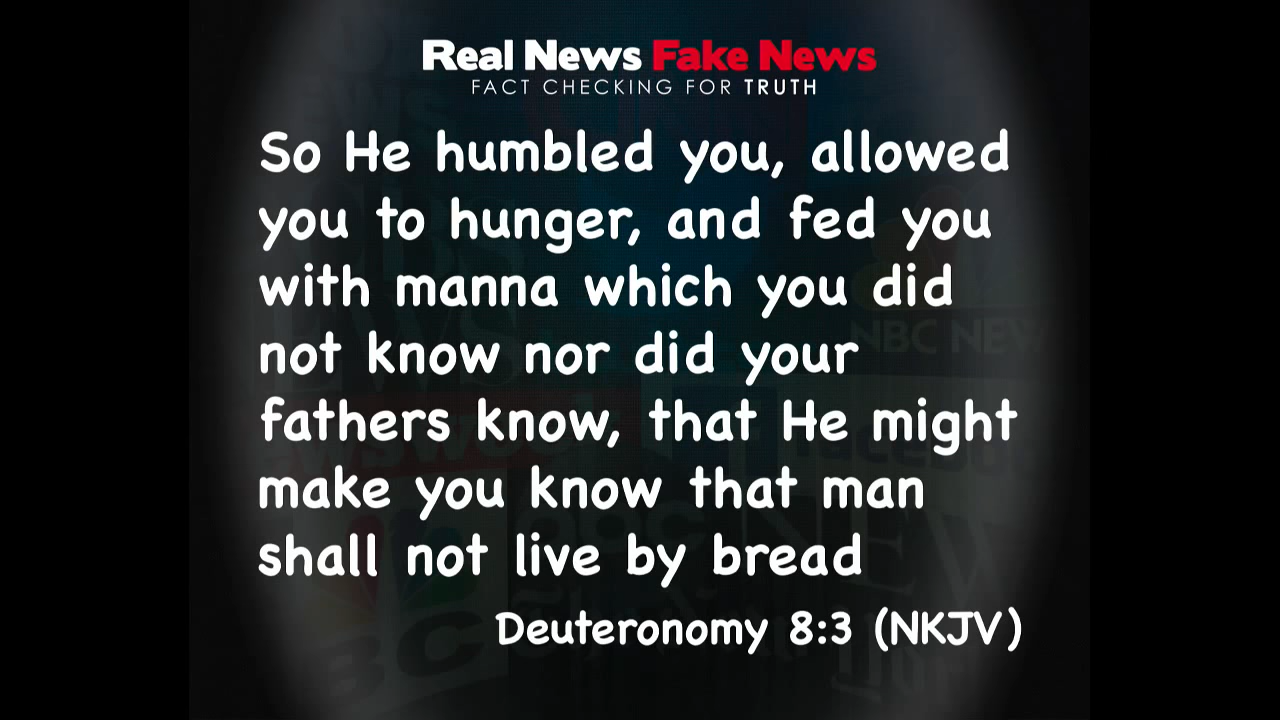 Real News Fake News
FACT CHECKING FOR TRUTH
So He humbled you, allowed
you to hunger, and fed you
with manna which you did
not know nor did your
fathers know, that He might
make you know that man
shall not live by bread
Deuteronomy 8:3 (NKJV)
NBC NEW